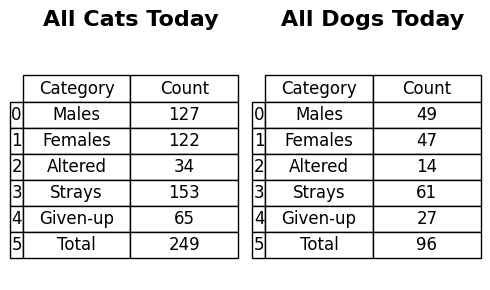 All Cats Today
Category Count
0 Males 127
1 Females 122
2 Altered 34
3 Strays 153
4 Given-up 65
5 Total 249
All Dogs Today
Category Count
0 Males 49
1 Females 47
2 Altered 14
3 Strays 61
4 Given-up 27
5 Total 96